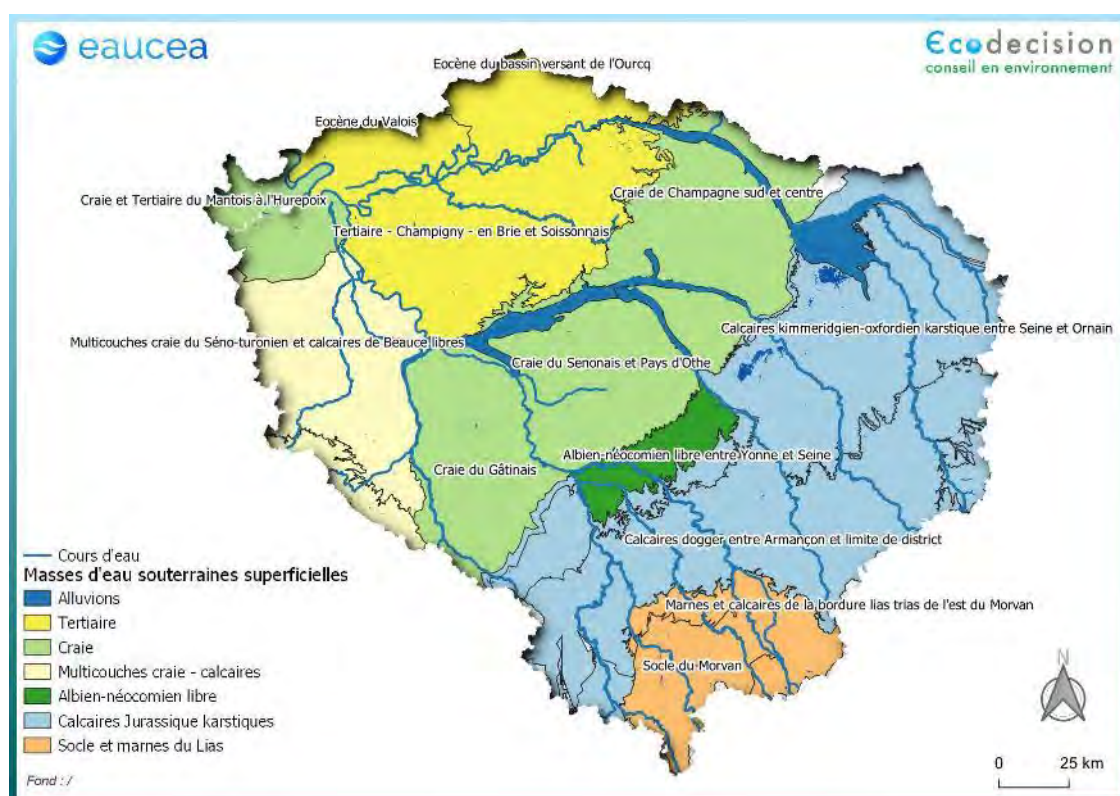 eaucea
Ecodecision
conseil en environnement
Eocène du bassin versant de l'Ourcq
Eocène du Valois
Craie et Tertiaire du Mantois à l'Hurepoix
Craie de Champagne sud et centre
Tertiaire - Champigny - en Brie et Soissonnais
Multicouches craie du Séno-turonien et calcaires de Beauce libres
Calcaires kimmeridgien-oxfordien karstique entre Seine et Ornain
Craie du Senonais et Pays d'Othe
Albien-néocomien libre entre Yonne et Seine
Craie du Gâtinais
Calcaires dogger entre Armançon et limite de district
Marnes et calcaires de la bordure lias trias de l'est du Morvan
Socle du Morvan
Cours d'eau
Masses d'eau souterraines superficielles
Alluvions
Tertiaire
Craie
Multicouches craie - calcaires
Albien-néocomien libre
Calcaires Jurassique karstiques
Socle et marnes du Lias
Fond : /
N
0 25 km